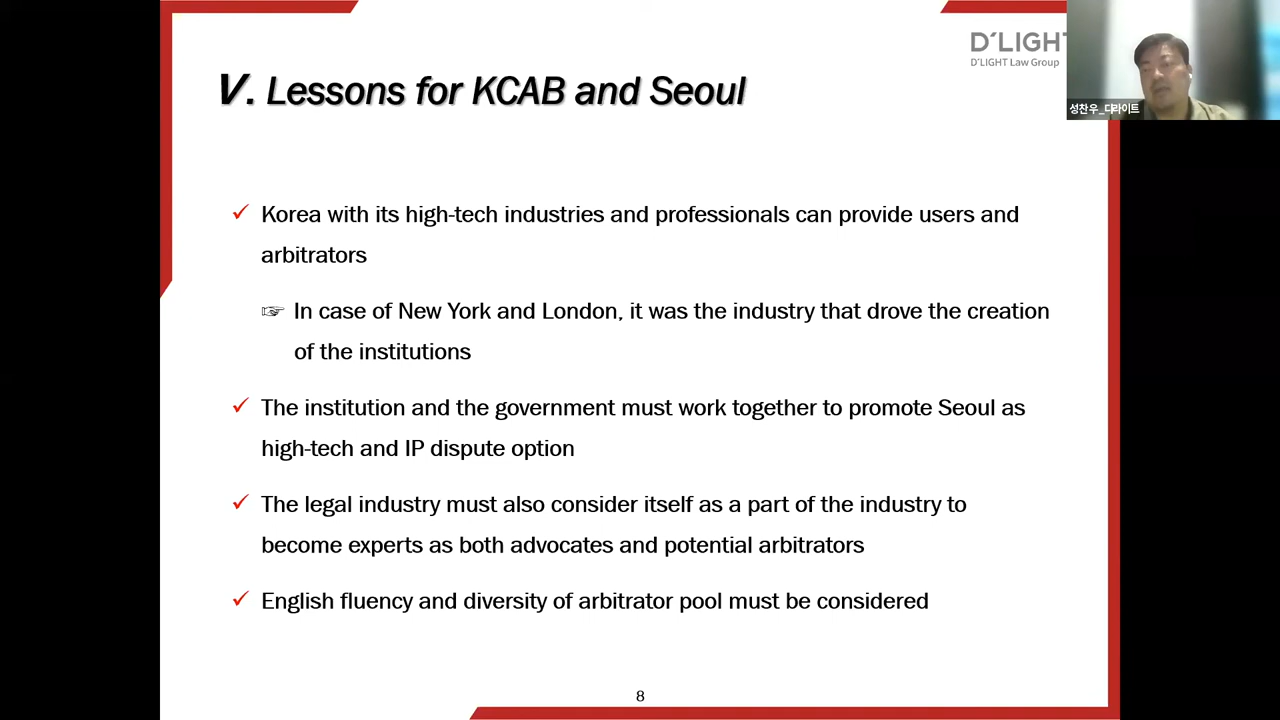 D'LIGHT
D'LIGHT Law Group
성찬우_디라이트
V. Lessons for KCAB and Seoul
✓ Korea with its high-tech industries and professionals can provide users and
arbitrators
☞ In case of New York and London, it was the industry that drove the creation
of the institutions
✓ The institution and the government must work together to promote Seoul as
high-tech and IP dispute option
✓ The legal industry must also consider itself as a part of the industry to
become experts as both advocates and potential arbitrators
✓ English fluency and diversity of arbitrator pool must be considered
8